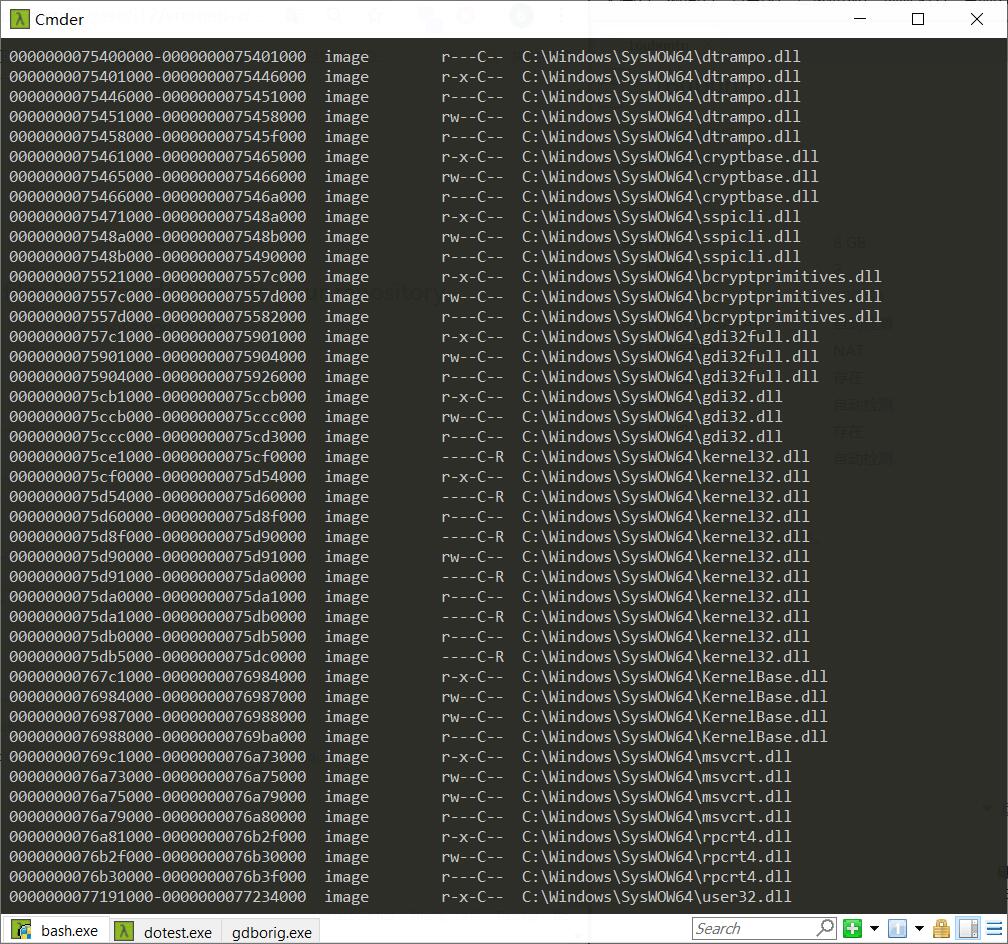 Cmder
0000000075400000-0000000075401000  image        r---C--  C:\Windows\SysWOW64\dtrampo.dll
0000000075401000-0000000075446000  image        r-x-C--  C:\Windows\SysWOW64\dtrampo.dll
0000000075446000-0000000075451000  image        r---C--  C:\Windows\SysWOW64\dtrampo.dll
0000000075451000-0000000075458000  image        rw--C--  C:\Windows\SysWOW64\dtrampo.dll
0000000075458000-000000007545f000  image        r---C--  C:\Windows\SysWOW64\dtrampo.dll
0000000075461000-0000000075465000  image        r-x-C--  C:\Windows\SysWOW64\cryptbase.dll
0000000075465000-0000000075466000  image        rw--C--  C:\Windows\SysWOW64\cryptbase.dll
0000000075466000-000000007546a000  image        r---C--  C:\Windows\SysWOW64\cryptbase.dll
0000000075471000-000000007548a000  image        r-x-C--  C:\Windows\SysWOW64\sspicli.dll
000000007548a000-000000007548b000  image        rw--C--  C:\Windows\SysWOW64\sspicli.dll
000000007548b000-0000000075490000  image        r---C--  C:\Windows\SysWOW64\sspicli.dll
0000000075521000-000000007557c000  image        r-x-C--  C:\Windows\SysWOW64\bcryptprimitives.dll
000000007557c000-000000007557d000  image        rw--C--  C:\Windows\SysWOW64\bcryptprimitives.dll
000000007557d000-0000000075582000  image        r---C--  C:\Windows\SysWOW64\bcryptprimitives.dll
00000000757c1000-0000000075901000  image        r-x-C--  C:\Windows\SysWOW64\gdi32full.dll
0000000075901000-0000000075904000  image        rw--C--  C:\Windows\SysWOW64\gdi32full.dll
0000000075904000-0000000075926000  image        r---C--  C:\Windows\SysWOW64\gdi32full.dll
0000000075cb1000-0000000075ccb000  image        r-x-C--  C:\Windows\SysWOW64\gdi32.dll
0000000075ccb000-0000000075ccc000  image        rw--C--  C:\Windows\SysWOW64\gdi32.dll
0000000075ccc000-0000000075cd3000  image        r---C--  C:\Windows\SysWOW64\gdi32.dll
0000000075ce1000-0000000075cf0000  image        ----C-R  C:\Windows\SysWOW64\kernel32.dll
0000000075cf0000-0000000075d54000  image        r-x-C--  C:\Windows\SysWOW64\kernel32.dll
0000000075d54000-0000000075d60000  image        ----C-R  C:\Windows\SysWOW64\kernel32.dll
0000000075d60000-0000000075d8f000  image        r---C--  C:\Windows\SysWOW64\kernel32.dll
0000000075d8f000-0000000075d90000  image        ----C-R  C:\Windows\SysWOW64\kernel32.dll
0000000075d90000-0000000075d91000  image        rw--C--  C:\Windows\SysWOW64\kernel32.dll
0000000075d91000-0000000075da0000  image        ----C-R  C:\Windows\SysWOW64\kernel32.dll
0000000075da0000-0000000075da1000  image        r---C--  C:\Windows\SysWOW64\kernel32.dll
0000000075da1000-0000000075db0000  image        ----C-R  C:\Windows\SysWOW64\kernel32.dll
0000000075db0000-0000000075db5000  image        r---C--  C:\Windows\SysWOW64\kernel32.dll
0000000075db5000-0000000075dc0000  image        ----C-R  C:\Windows\SysWOW64\kernel32.dll
00000000767c1000-0000000076984000  image        r-x-C--  C:\Windows\SysWOW64\KernelBase.dll
0000000076984000-0000000076987000  image        rw--C--  C:\Windows\SysWOW64\KernelBase.dll
0000000076987000-0000000076988000  image        rw--C--  C:\Windows\SysWOW64\KernelBase.dll
0000000076988000-00000000769ba000  image        r---C--  C:\Windows\SysWOW64\KernelBase.dll
00000000769c1000-0000000076a73000  image        r-x-C--  C:\Windows\SysWOW64\msvcrt.dll
0000000076a73000-0000000076a75000  image        rw--C--  C:\Windows\SysWOW64\msvcrt.dll
0000000076a75000-0000000076a79000  image        rw--C--  C:\Windows\SysWOW64\msvcrt.dll
0000000076a79000-0000000076a80000  image        r---C--  C:\Windows\SysWOW64\msvcrt.dll
0000000076a81000-0000000076b2f000  image        r-x-C--  C:\Windows\SysWOW64\rpcrt4.dll
0000000076b2f000-0000000076b30000  image        rw--C--  C:\Windows\SysWOW64\rpcrt4.dll
0000000076b30000-0000000076b3f000  image        r---C--  C:\Windows\SysWOW64\rpcrt4.dll
0000000077191000-0000000077234000  image        r-x-C--  C:\Windows\SysWOW64\user32.dll
bash.exe dotest.exe gdborig.exe Search